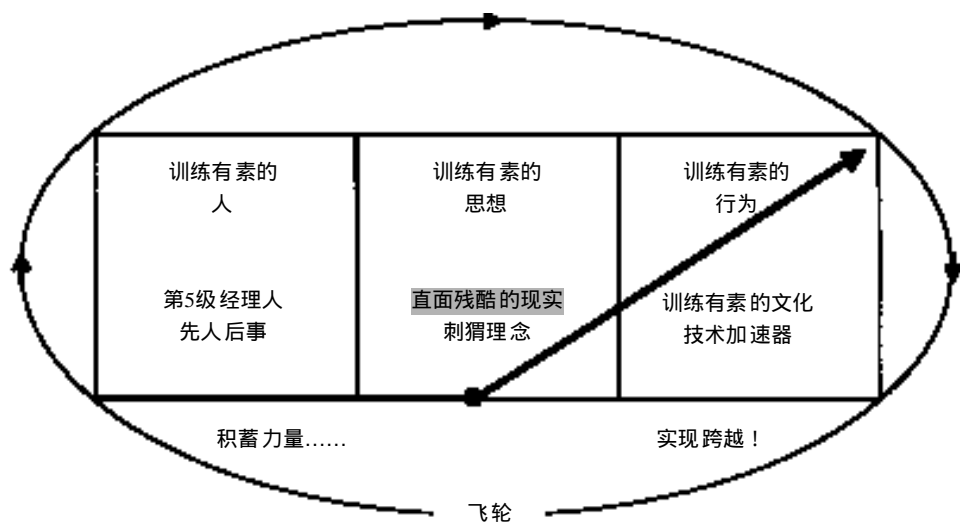 训练有素的
人
训练有素的
思想
训练有素的
行为
第5级经理人
先人后事
直面残酷的现实
刺猬理念
训练有素的文化
技术加速器
积蓄力量……
实现跨越！
飞轮